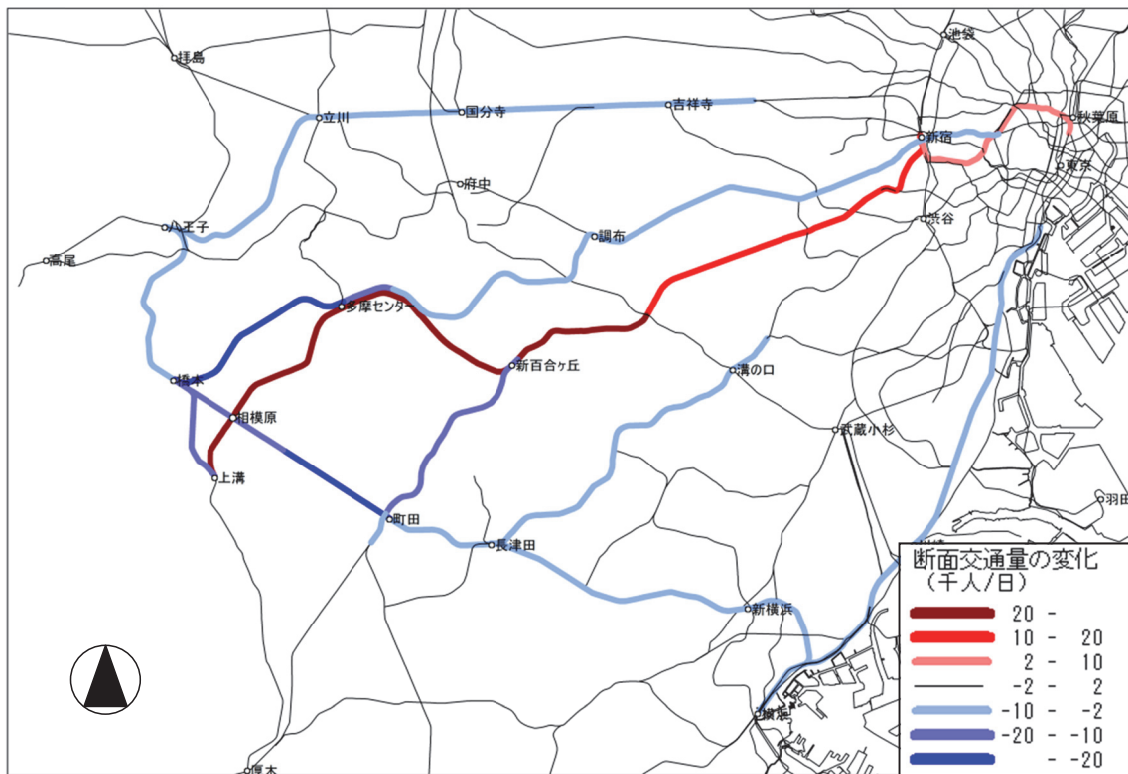 池袋
拝島
国分寺
吉祥寺
立川
秋葉原
新宿
東京
府中
渋谷
八王子
調布
高尾
多摩センター
新百合ヶ丘
溝の口
橋本
相模原
武蔵小杉
上溝
町田
長津田
羽田
新横浜
横浜
厚木
断面交通量の変化
(千人/日)
20 -
10 - 20
2 - 10
-2 - 2
-10 - -2
-20 - -10
- -20